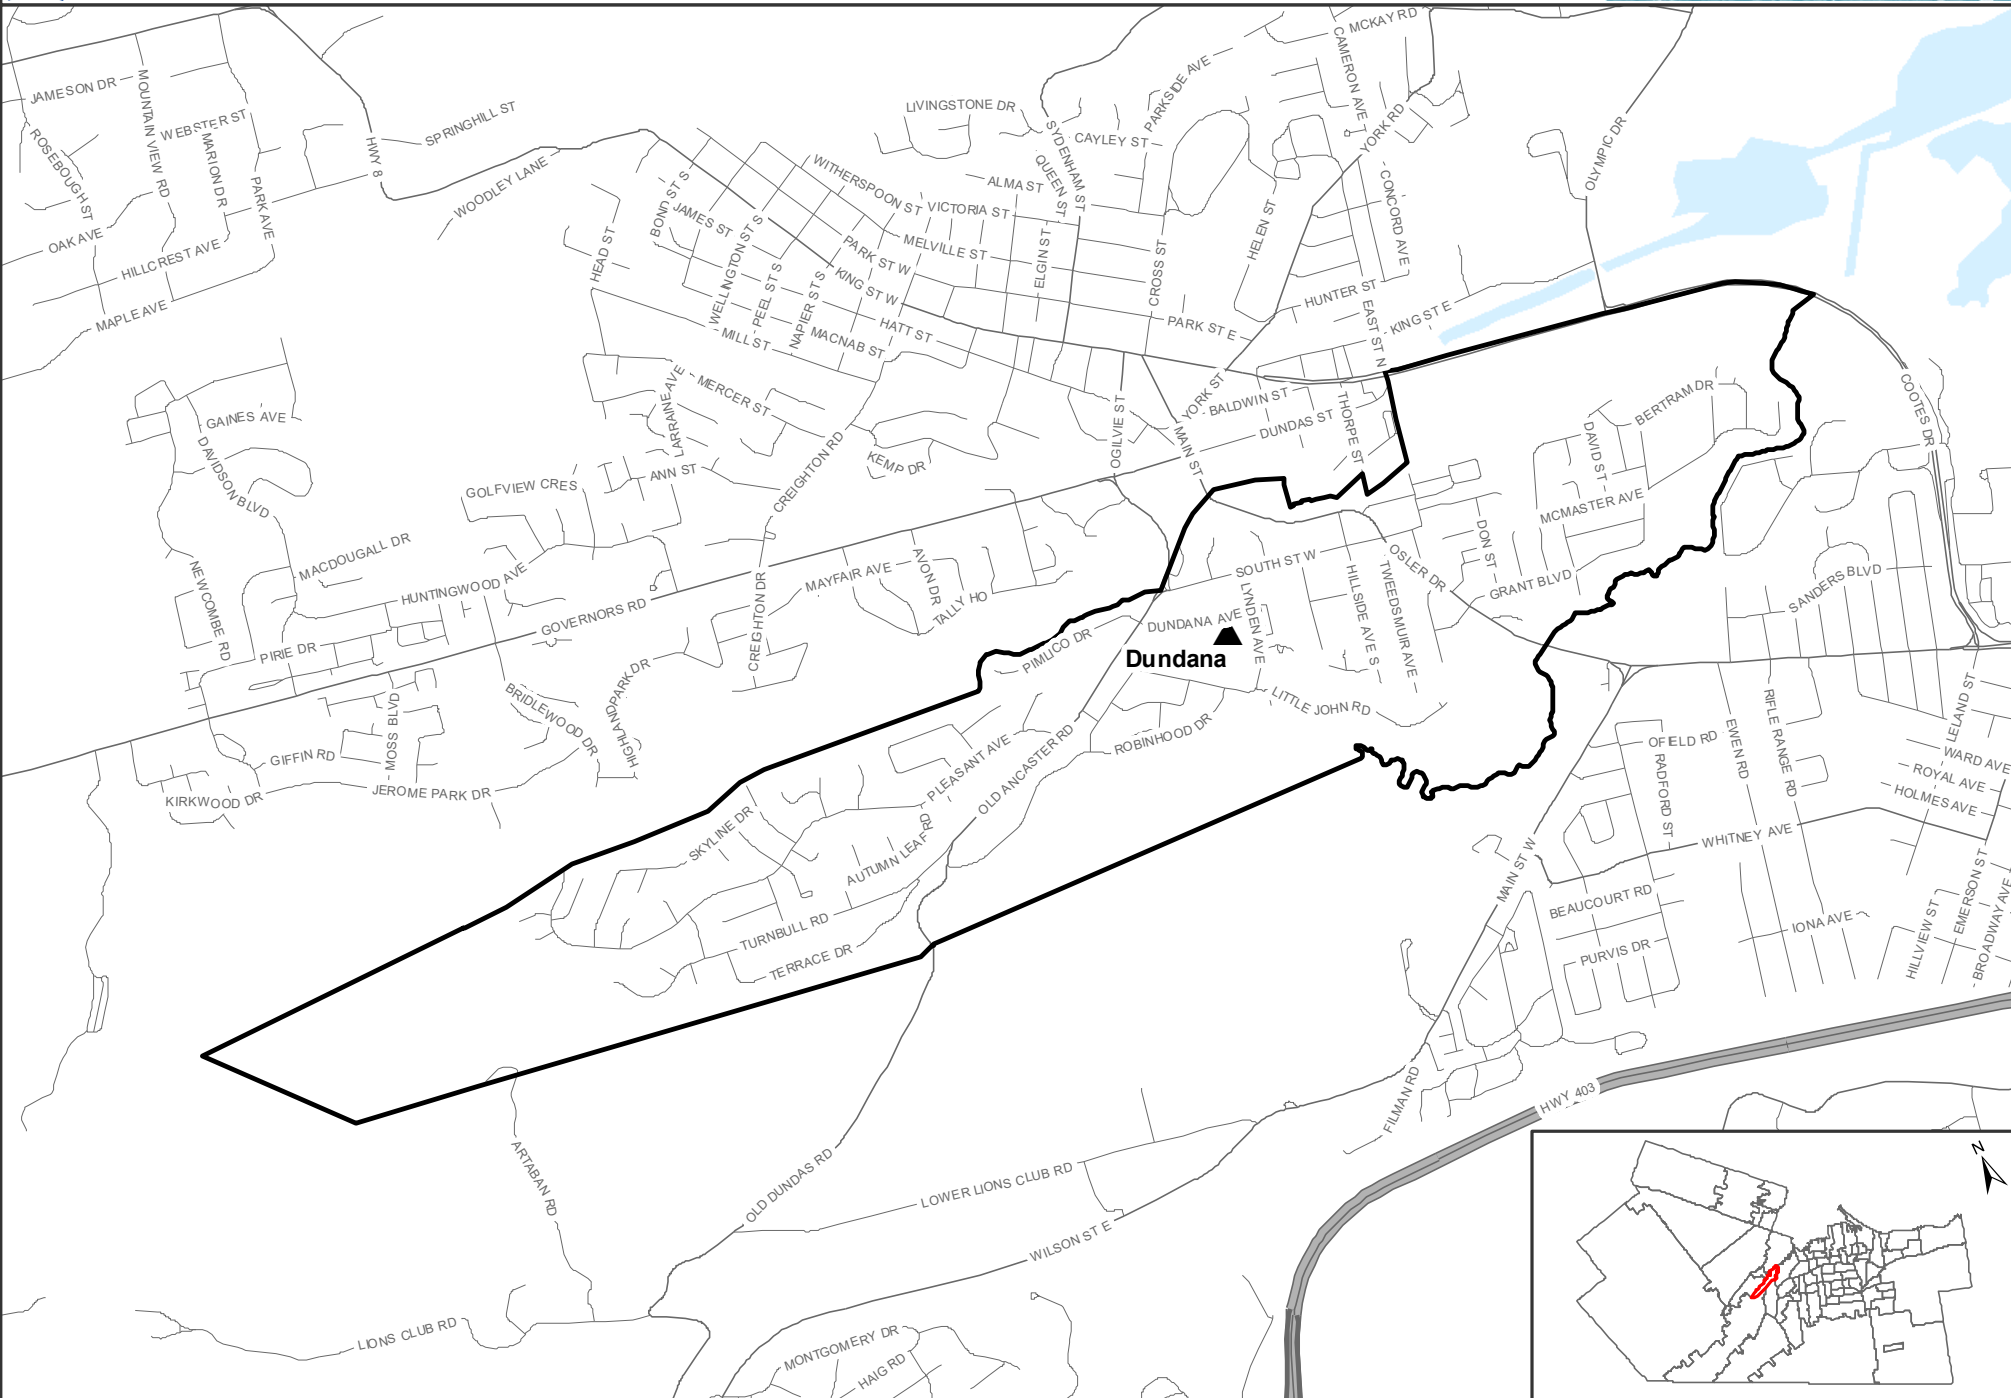 MCKAY RD
JAMESON DR
MOUNTAIN VIEW RD
WEBSTER ST
MARION DR
ROSEBOUGH ST
PARK AVE
OAK AVE
HILLCREST AVE
MAPLE AVE
HWY 8
SPRINGHILL ST
WOODLEY LANE
LIVINGSTONE DR
SYDENHAM ST
CAYLEY ST
PARKSIDE AVE
CAMERON AVE
YORK RD
OLYMPIC DR
QUEEN ST
ALMA ST
WITHERSPOON ST
VICTORIA ST
MELVILLE ST
ELGIN ST
CROSS ST
HELEN ST
CONCORD AVE
BOND ST S
JAMES ST
HEAD ST
WELLINGTON ST S
PEEL ST S
NAPIER ST S
PARK ST W
KING ST W
HATT ST
MACNAB ST
MILL ST
PARK ST E
HUNTER ST
EAST ST N
KING ST E
MERCER ST
LARRAINE AVE
GAINES AVE
DAVIDSON BLVD
OGILVIE ST
YORK ST
BALDWIN ST
DUNDAS ST
THORPE ST
MAIN ST
BERTRAM DR
DAVID ST
COOTES DR
KEMP DR
CREIGHTON RD
ANN ST
GOLFVIEW CRES
MCMASTER AVE
DON ST
OSLER DR
GRANT BLVD
SANDERS BLVD
MACDOUGALL DR
HUNTINGWOOD AVE
NEWCOMBE RD
PIRIE DR
GOVERNORS RD
CREIGHTON DR
MAYFAIR AVE
AVON DR
TALLY HO
SOUTH ST W
LYNDEN AVE
HILLSIDE AVE S
TWEEDSMUIR AVE
DUNDANA AVE
PIMLICO DR
Dundana
LITTLE JOHN RD
ROBINHOOD DR
HIGHLAND PARK DR
BRIDLEWOOD DR
MOSS BLVD
GIFFIN RD
KIRKWOOD DR
JEROME PARK DR
SKYLINE DR
PLEASANT AVE
OLD ANCASTER RD
AUTUMN LEAF RD
TURNBULL RD
TERRACE DR
OFIELD RD
RADFORD ST
EWEN RD
RIFLE RANGE RD
LELAND ST
WARD AVE
ROYAL AVE
HOLMES AVE
WHITNEY AVE
MAIN ST W
BEAUCOURT RD
PURVIS DR
IONA AVE
HILLVIEW ST
EMERSON ST
BROADWAY AVE
FILMAN RD
HWY 403
ARTABAN RD
OLD DUNDAS RD
LOWER LIONS CLUB RD
WILSON ST E
LIONS CLUB RD
MONTGOMERY DR
HAIG RD
N